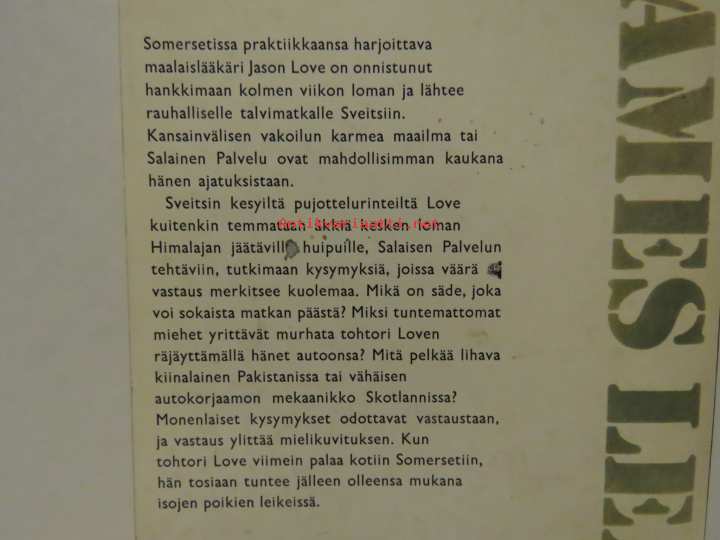 Somersetissa praktiikkaansa harjoittava
maalaislääkäri Jason Love on onnistunut
hankkimaan kolmen viikon loman ja lähtee
rauhalliselle talvimatkalle Sveitsiin.
Kansainvälisen vakoilun karmea maailma tai
Salainen Palvelu ovat mahdollisimman kaukana
hänen ajatuksistaan.
Sveitsin kesyiltä pujottelurinteiltä Love
kuitenkin temmataan äkkiä kesken loman
Himalajan jäätäville huipuille, Salaisen Palvelun
tehtäviin, tutkimaan kysymyksiä, joissa väärä
vastaus merkitsee kuolemaa. Mikä on säde, joka
voi sokaista matkan päästä? Miksi tuntemattomat
miehet yrittävät murhata tohtori Loven
räjäyttämällä hänet autoonsa? Mitä pelkää lihava
kiinalainen Pakistanissa tai vähäisen
autokorjaamon mekaanikko Skotlannissa?
Monenlaiset kysymykset odottavat vastaustaan,
ja vastaus ylittää mielikuvituksen. Kun
tohtori Love viimein palaa kotiin Somersetiin,
hän tosiaan tuntee jälleen olleensa mukana
isojen poikien leikeissä.
AMES LE